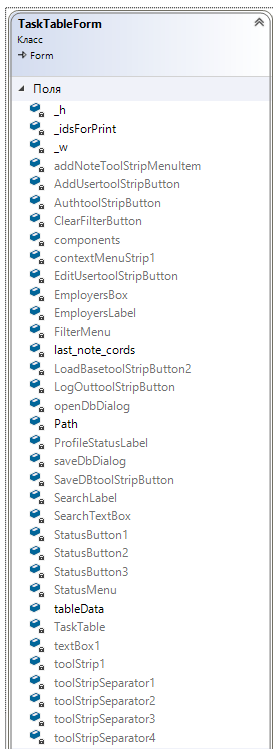 TaskTableForm
Класс
Form
Поля
_h
_idsForPrint
_w
addNoteToolStripMenuItem
AddUsertoolStripButton
AuthtoolStripButton
ClearFilterButton
components
contextMenuStrip1
EditUsertoolStripButton
EmployersBox
EmployersLabel
FilterMenu
last_note_cords
LoadBasetoolStripButton2
LogOuttoolStripButton
openDbDialog
Path
ProfileStatusLabel
saveDbDialog
SaveDBtoolStripButton
SearchLabel
SearchTextBox
StatusButton1
StatusButton2
StatusButton3
StatusMenu
tableData
TaskTable
textBox1
toolStrip1
toolStripSeparator1
toolStripSeparator2
toolStripSeparator3
toolStripSeparator4